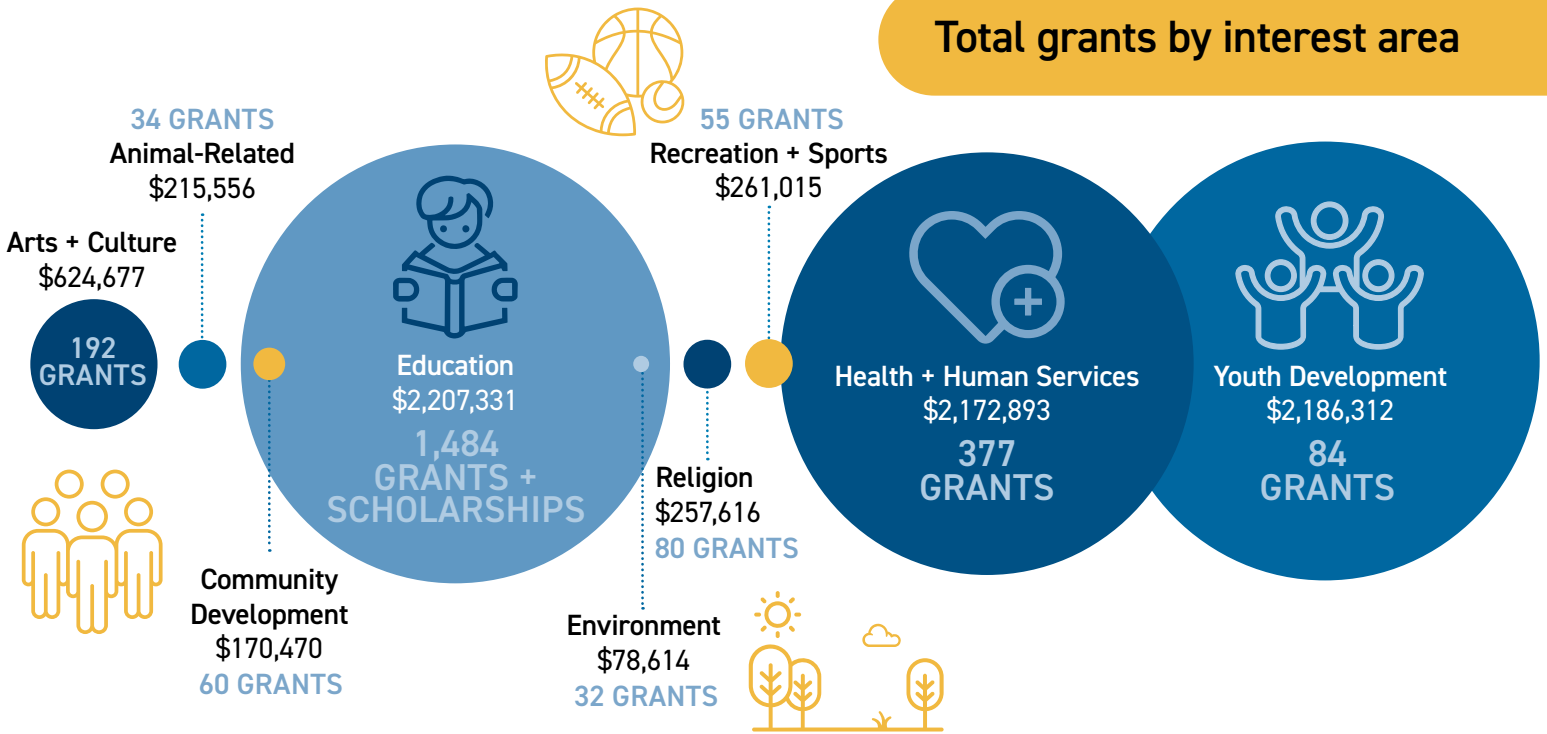 Total grants by interest area
34 GRANTS
Animal-Related
$215,556
55 GRANTS
Recreation + Sports
$261,015
Arts + Culture
$624,677
192
GRANTS
Education
$2,207,331
1,484
GRANTS +
SCHOLARSHIPS
Health + Human Services
$2,172,893
377
GRANTS
Youth Development
$2,186,312
84
GRANTS
Religion
$257,616
80 GRANTS
Community
Development
$170,470
60 GRANTS
Environment
$78,614
32 GRANTS